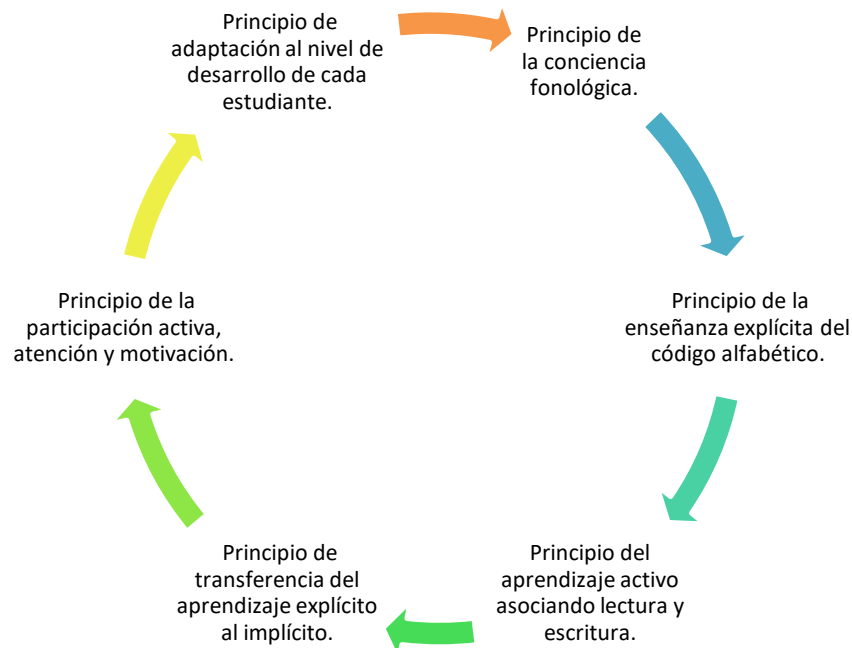 Principio de
adaptación al nivel de
desarrollo de cada
estudiante.
Principio de
la conciencia
fonológica.
Principio de la
enseñanza explícita del
código alfabético.
Principio del
aprendizaje activo
asociando lectura y
escritura.
Principio de
transferencia del
aprendizaje explícito
al implícito.
Principio de la
participación activa,
atención y motivación.